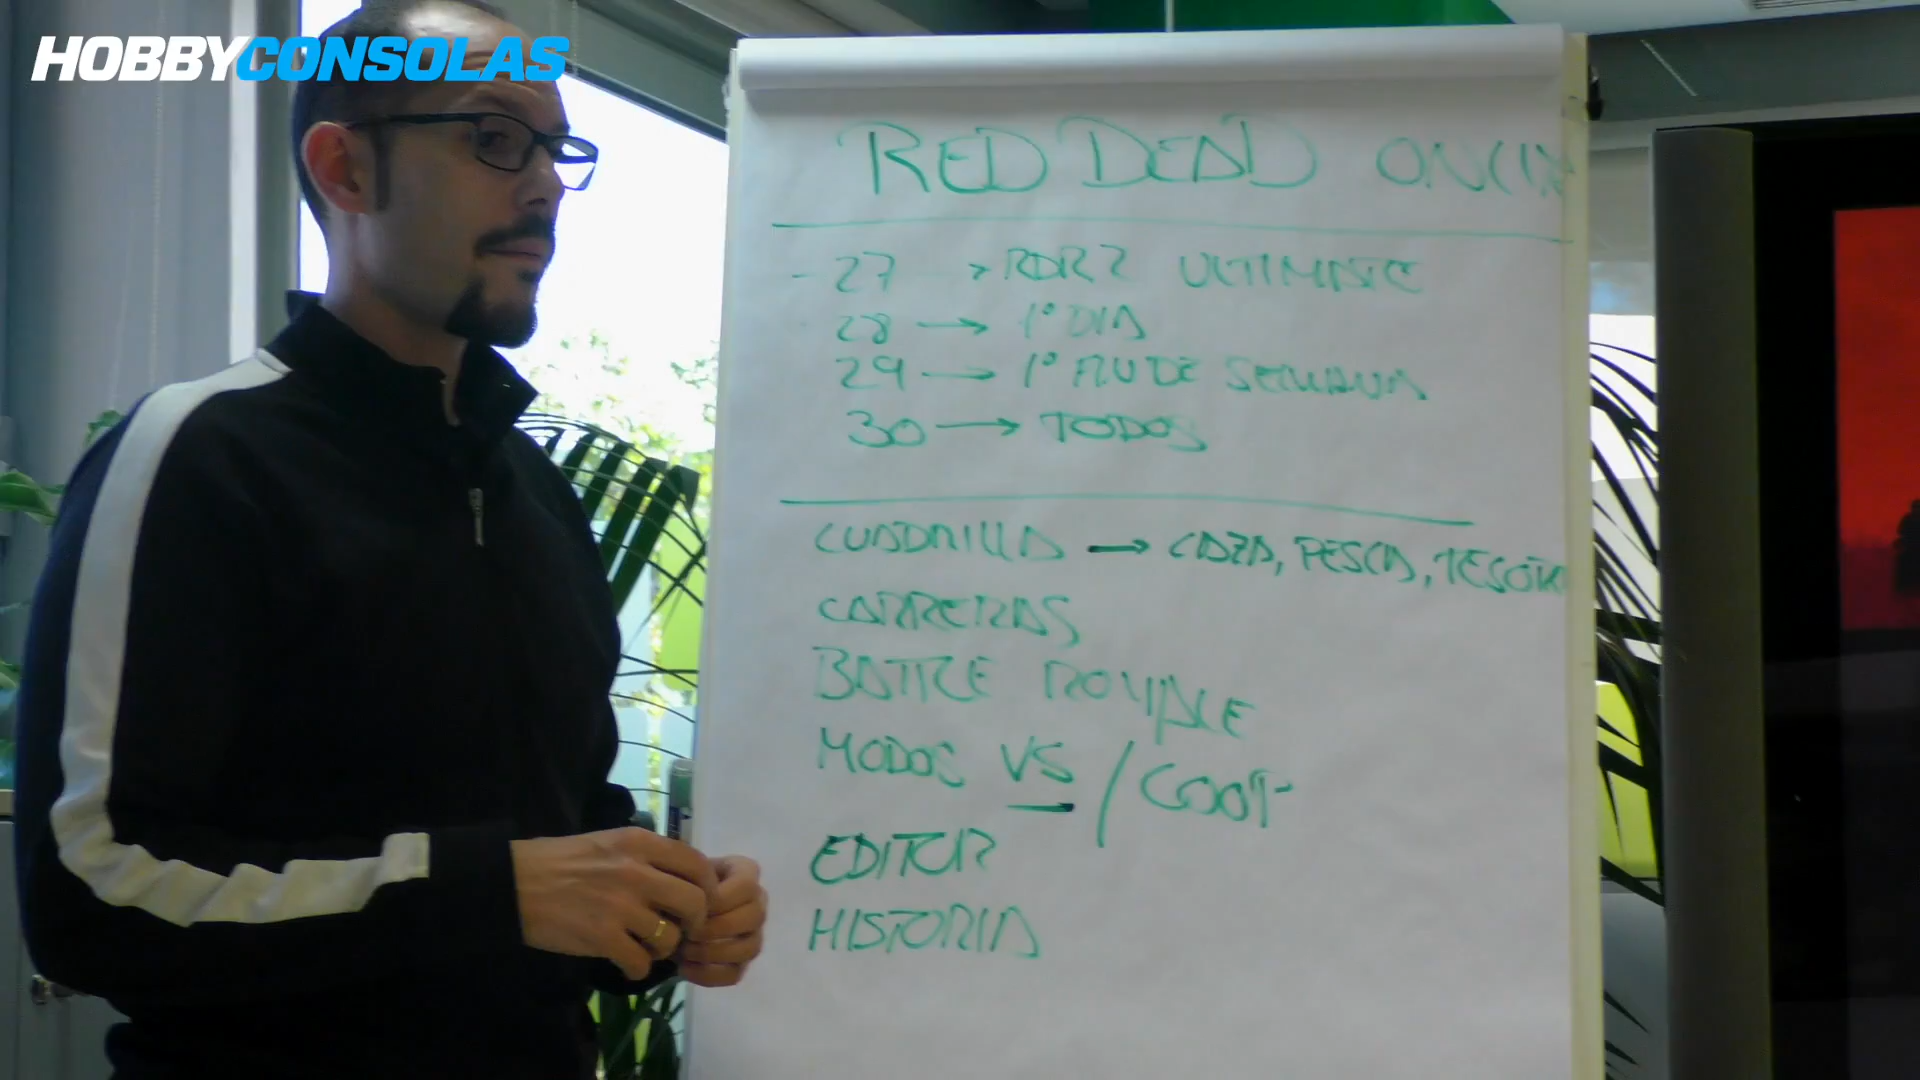 HOBBYCONSOLAS
RED DEAD ONLIN
- 27 → RDR2 ULTIMATE
28 → 1º DIA
29 → 1º FIN DE SEMANA
30 → TODOS
CUADRILLA → CAZA, PESCA, TESORO
CARRERAS
BATTLE ROYALE
MODOS VS / COOP
EDITOR
HISTORIA